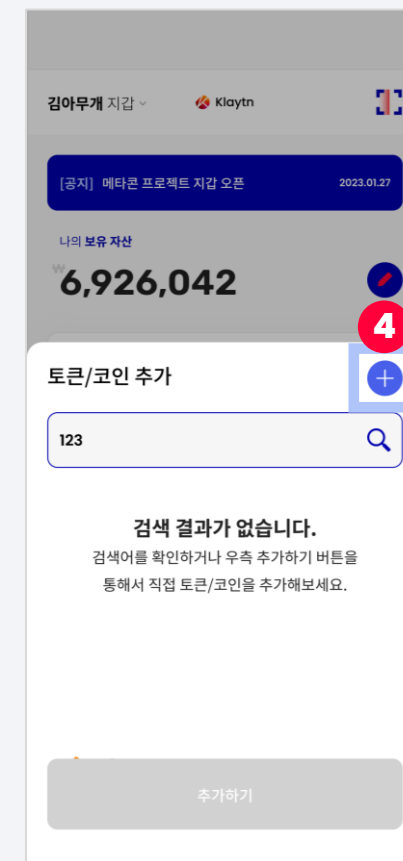 김아무개 지갑
Klaytn
[공지] 메타콘 프로젝트 지갑 오픈 2023.01.27
나의 보유 자산
₩6,926,042
4
토큰/코인 추가
123
검색 결과가 없습니다.
검색어를 확인하거나 우측 추가하기 버튼을
통해서 직접 토큰/코인을 추가해보세요.
추가하기